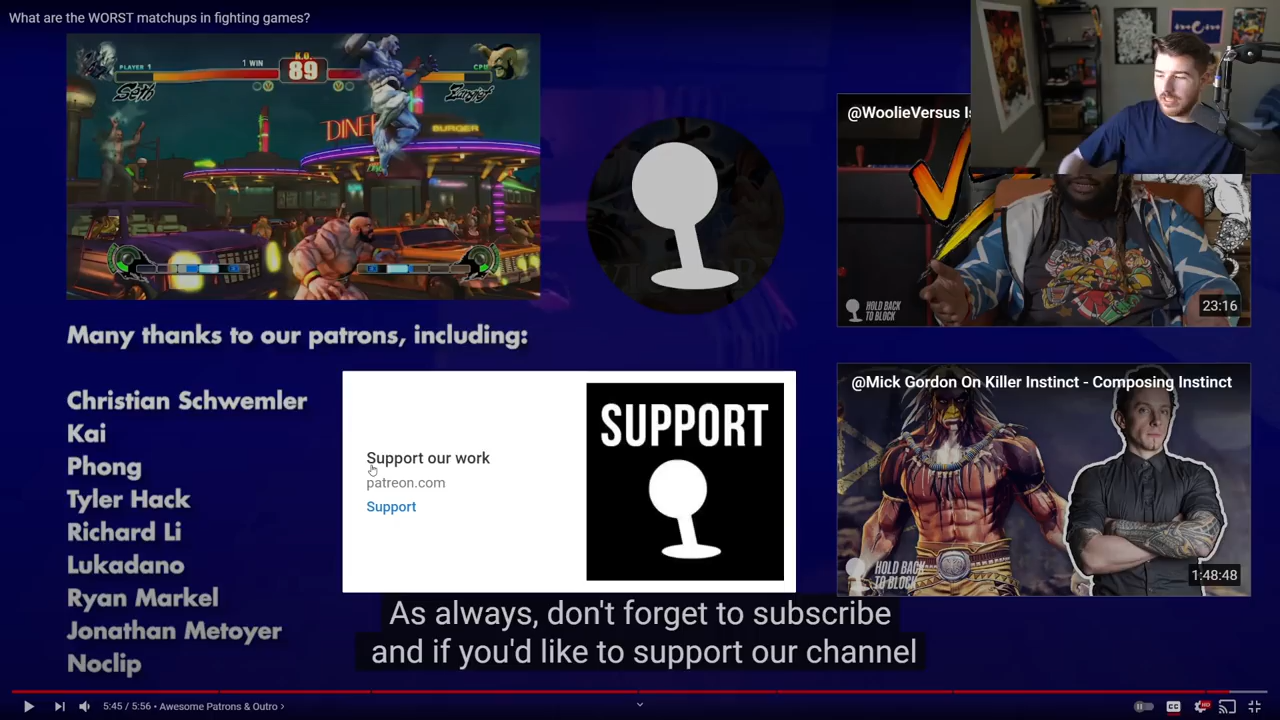 What are the WORST matchups in fighting games?
PLAYER 1
1 WIN
K.O.
89
CPU
Seth
Zangief
DINER
BURGER
@WoolieVersus Is
HOLD BACK
TO BLOCK
23:16
Many thanks to our patrons, including:
Christian Schwemler
Kai
Phong
Tyler Hack
Richard Li
Lukadano
Ryan Markel
Jonathan Metoyer
Noclip
Support our work
patreon.com
Support
SUPPORT
@Mick Gordon On Killer Instinct - Composing Instinct
HOLD BACK
TO BLOCK
1:48:48
As always, don't forget to subscribe
and if you'd like to support our channel
5:45 / 5:56 • Awesome Patrons & Outro ›
CC
HD